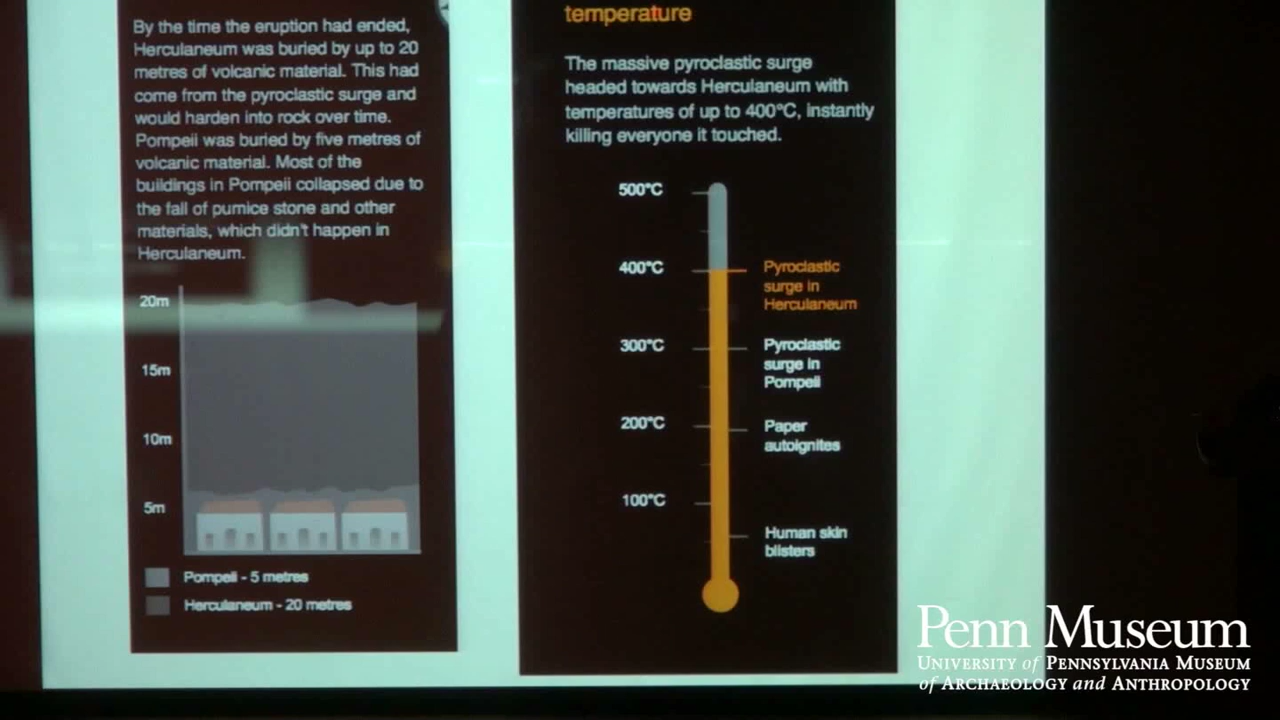 By the time the eruption had ended,
Herculaneum was buried by up to 20
metres of volcanic material. This had
come from the pyroclastic surge and
would harden into rock over time.
Pompeii was buried by five metres of
volcanic material. Most of the
buildings in Pompeii collapsed due to
the fall of pumice stone and other
materials, which didn't happen in
Herculaneum.
20m
15m
10m
5m
Pompeii - 5 metres
Herculaneum - 20 metres
temperature
The massive pyroclastic surge
headed towards Herculaneum with
temperatures of up to 400°C, instantly
killing everyone it touched.
500°C
400°C
Pyroclastic
surge in
Herculaneum
300°C
Pyroclastic
surge in
Pompeii
200°C
Paper
autoignites
100°C
Human skin
blisters
Penn Museum
UNIVERSITY of PENNSYLVANIA MUSEUM
of ARCHAEOLOGY and ANTHROPOLOGY